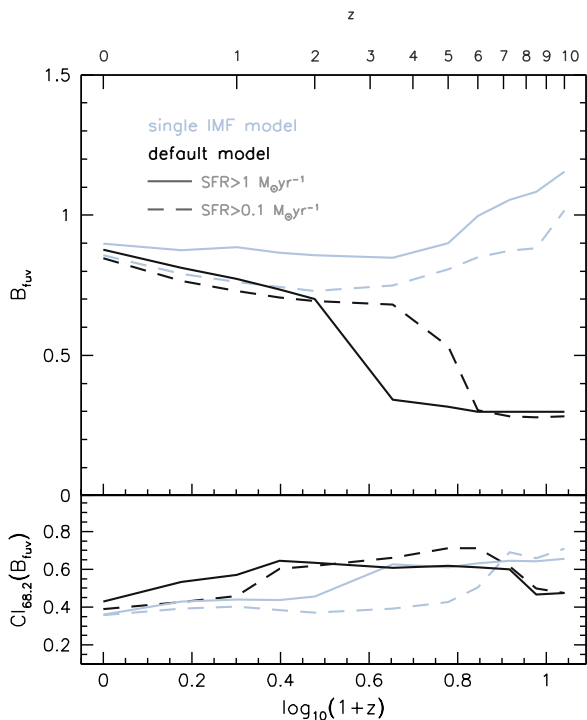 z
0 1 2 3 4 5 6 7 8 9 10
1.5
1
0.5
0
B_fuv
single IMF model
default model
SFR>1 M⊙yr⁻¹
SFR>0.1 M⊙yr⁻¹
0.8
0.6
0.4
0.2
CI_68.2(B_fuv)
0 0.2 0.4 0.6 0.8 1
log₁₀(1+z)